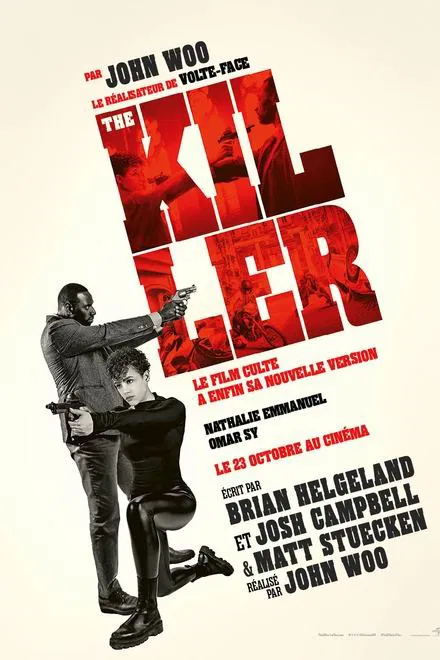 PAR JOHN WOO
LE RÉALISATEUR DE VOLTE-FACE
THE
KIL
LER
LE FILM CULTE
A ENFIN SA NOUVELLE VERSION
NATHALIE EMMANUEL
OMAR SY
LE 23 OCTOBRE AU CINÉMA
ÉCRIT PAR
BRIAN HELGELAND
ET JOSH CAMPBELL
& MATT STUECKEN
RÉALISÉ PAR JOHN WOO